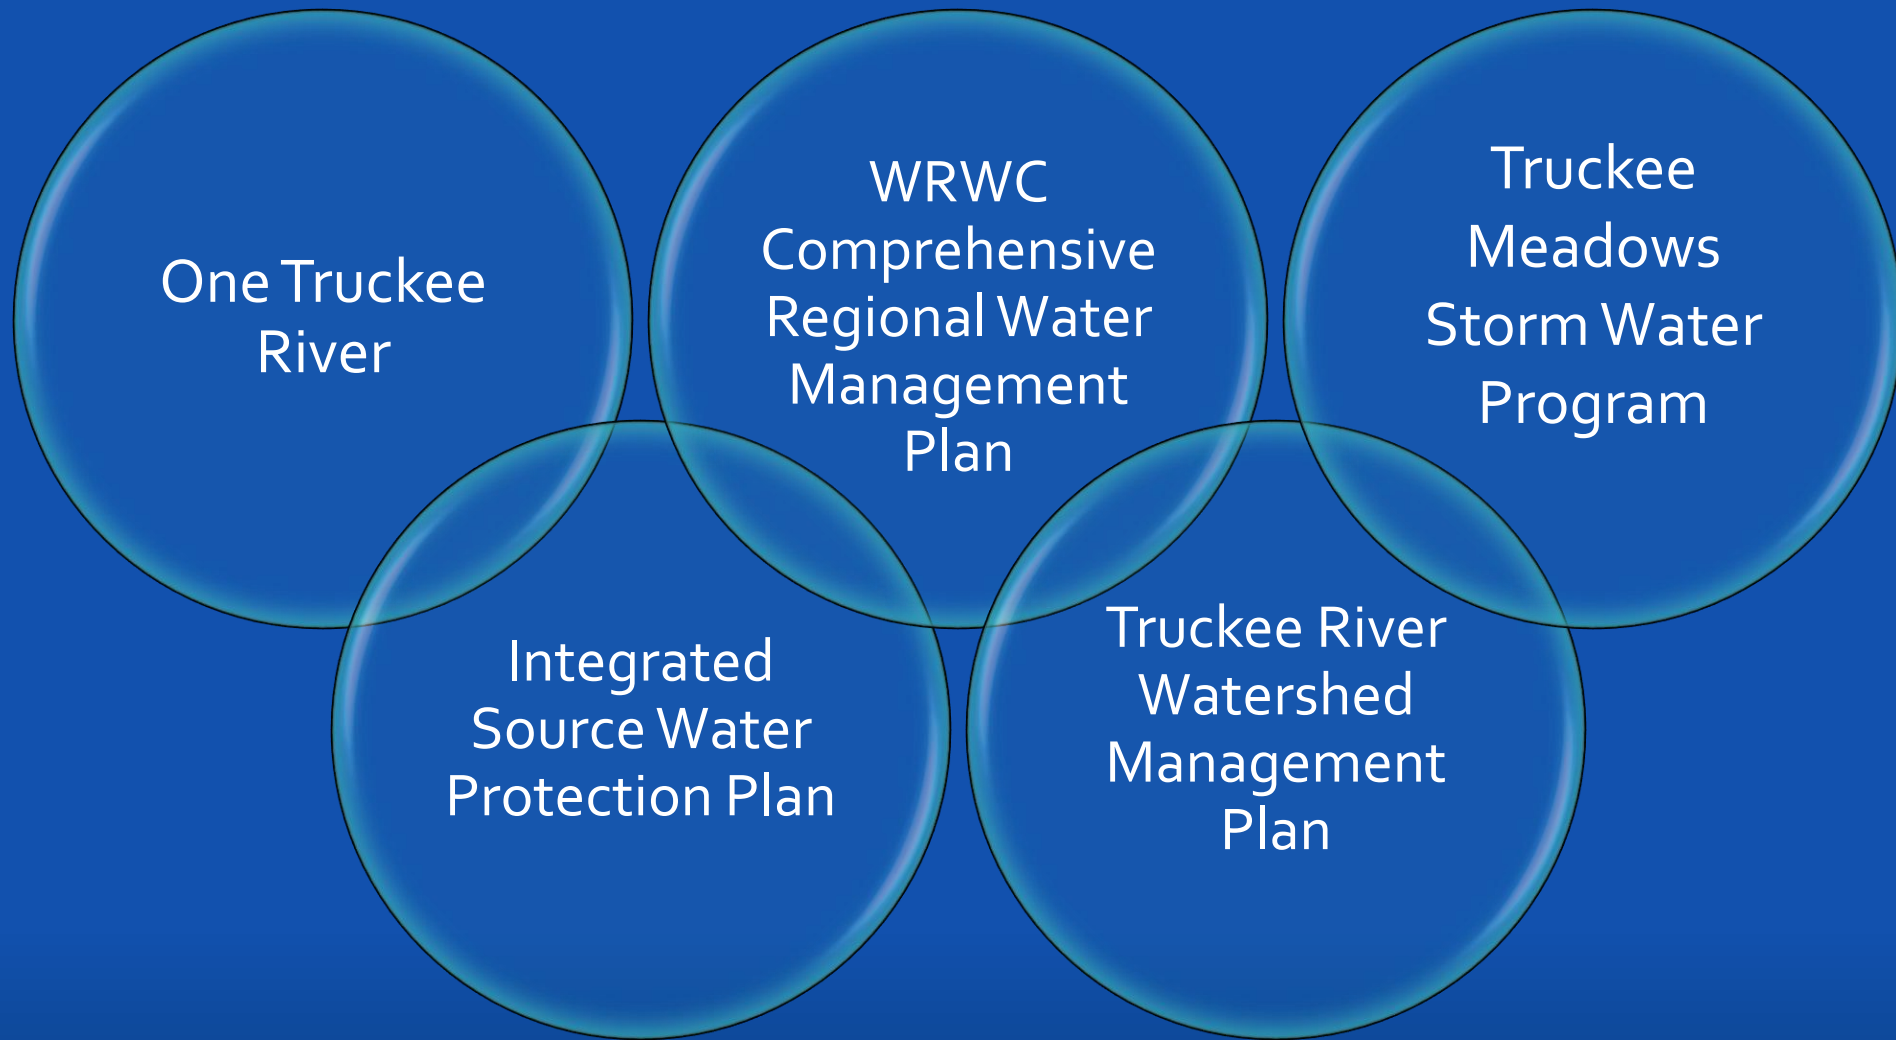 One Truckee
River
WRWC
Comprehensive
Regional Water
Management
Plan
Truckee
Meadows
Storm Water
Program
Integrated
Source Water
Protection Plan
Truckee River
Watershed
Management
Plan